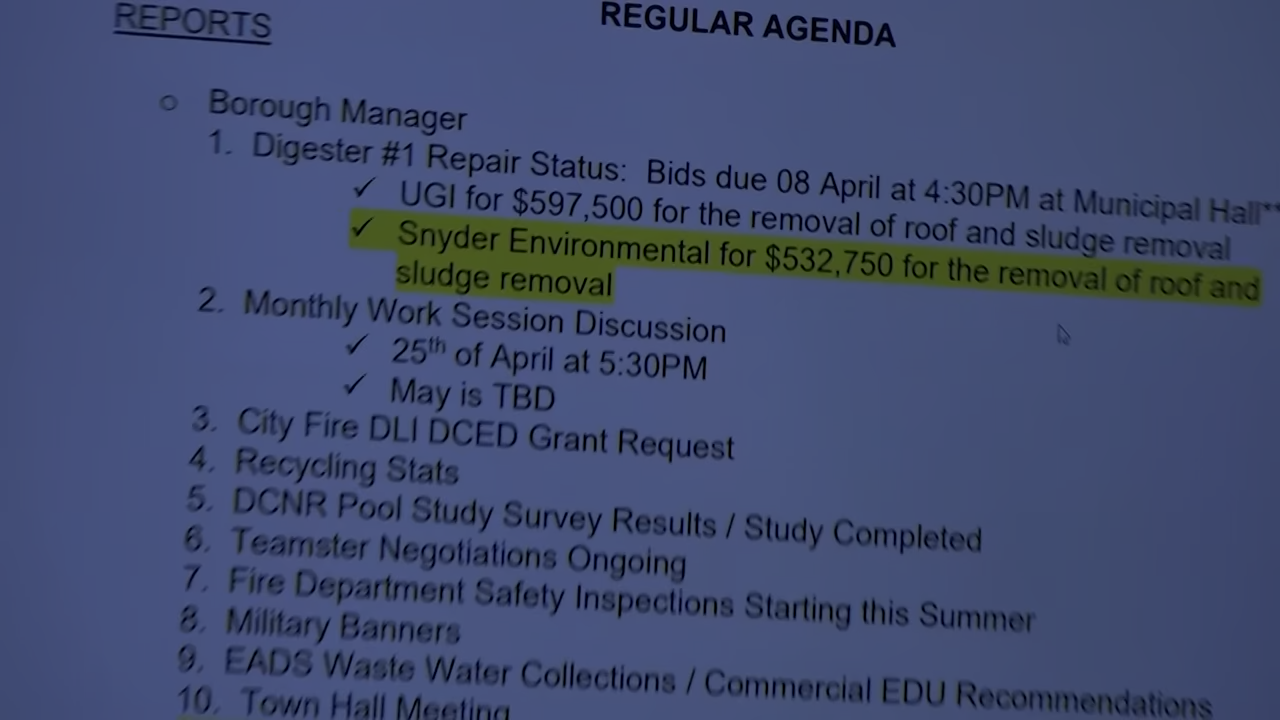 REPORTS
REGULAR AGENDA
o Borough Manager
1. Digester #1 Repair Status: Bids due 08 April at 4:30PM at Municipal Hall**
✓ UGI for $597,500 for the removal of roof and sludge removal
✓ Snyder Environmental for $532,750 for the removal of roof and
sludge removal
2. Monthly Work Session Discussion
✓ 25th of April at 5:30PM
✓ May is TBD
3. City Fire DLI DCED Grant Request
4. Recycling Stats
5. DCNR Pool Study Survey Results / Study Completed
6. Teamster Negotiations Ongoing
7. Fire Department Safety Inspections Starting this Summer
8. Military Banners
9. EADS Waste Water Collections / Commercial EDU Recommendations
10. Town Hall Meeting